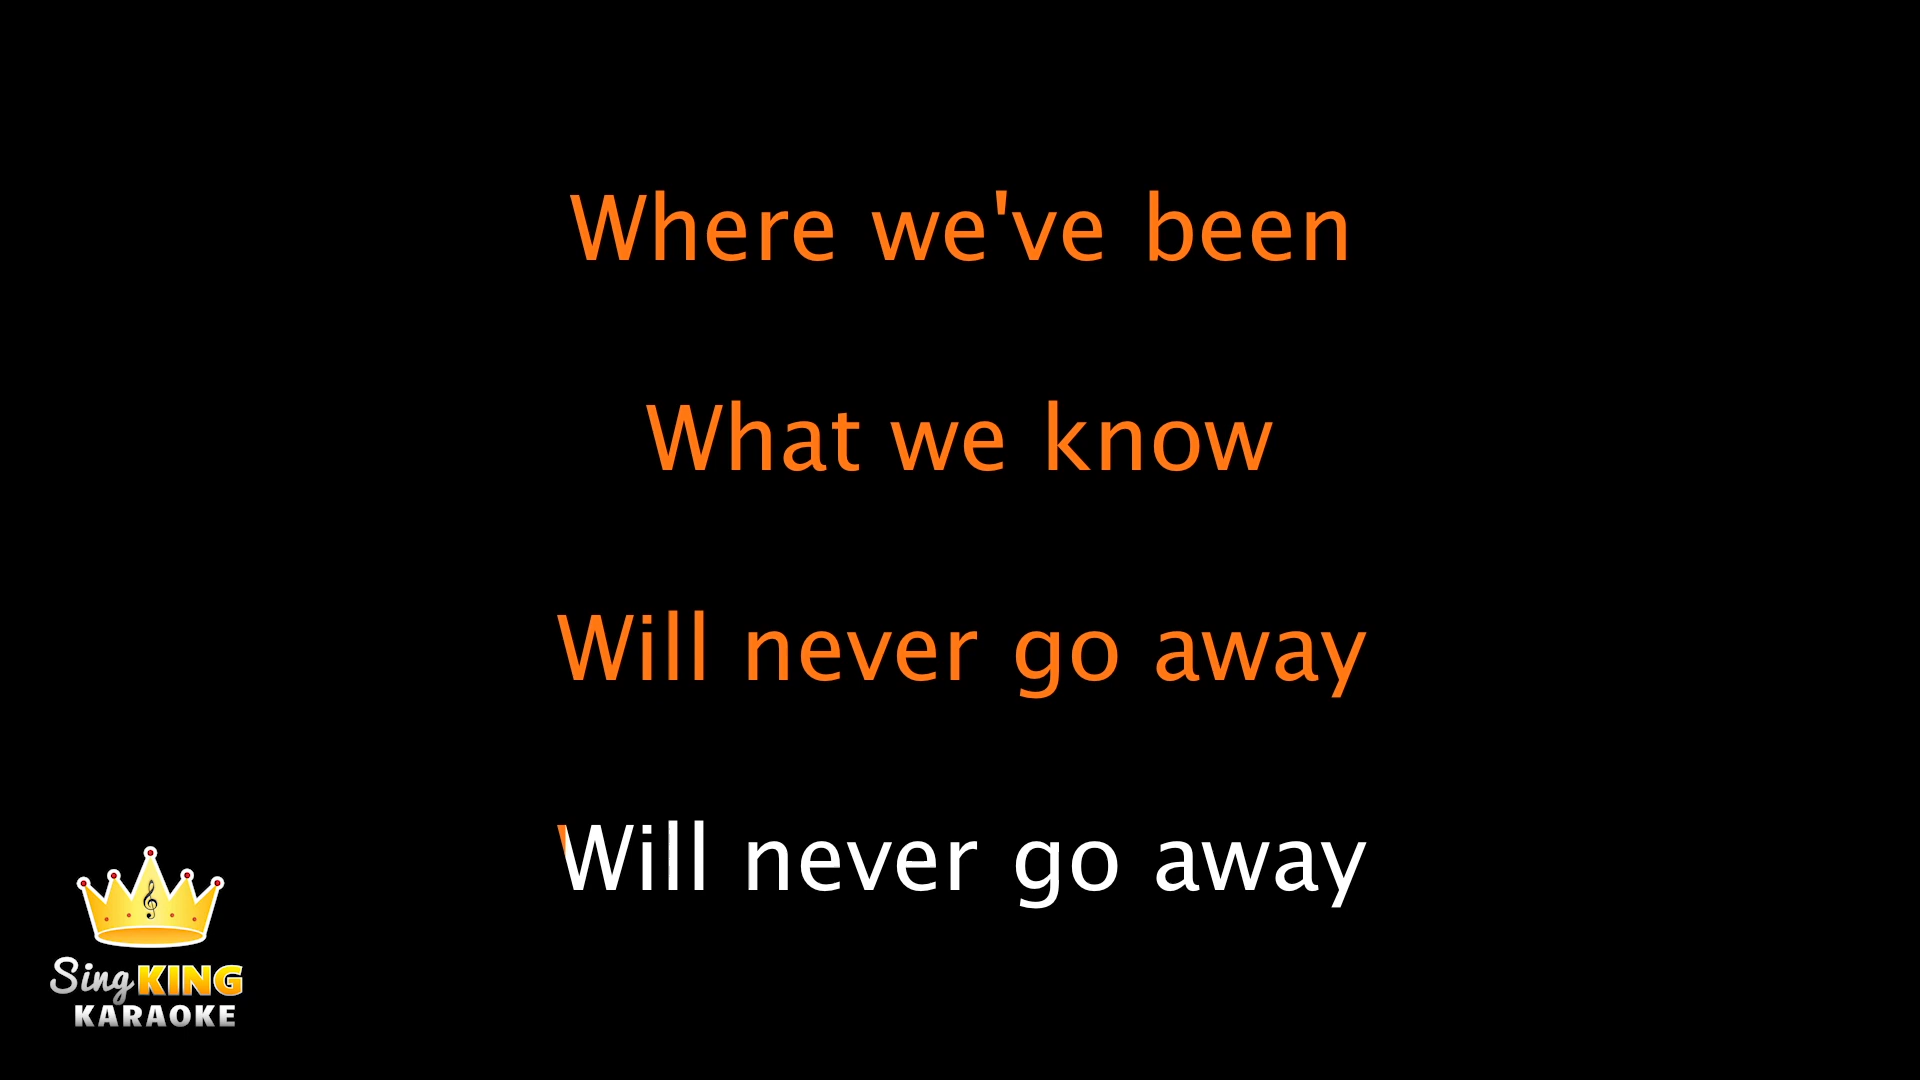 Where we've been
What we know
Will never go away
Will never go away
Sing KING
KARAOKE